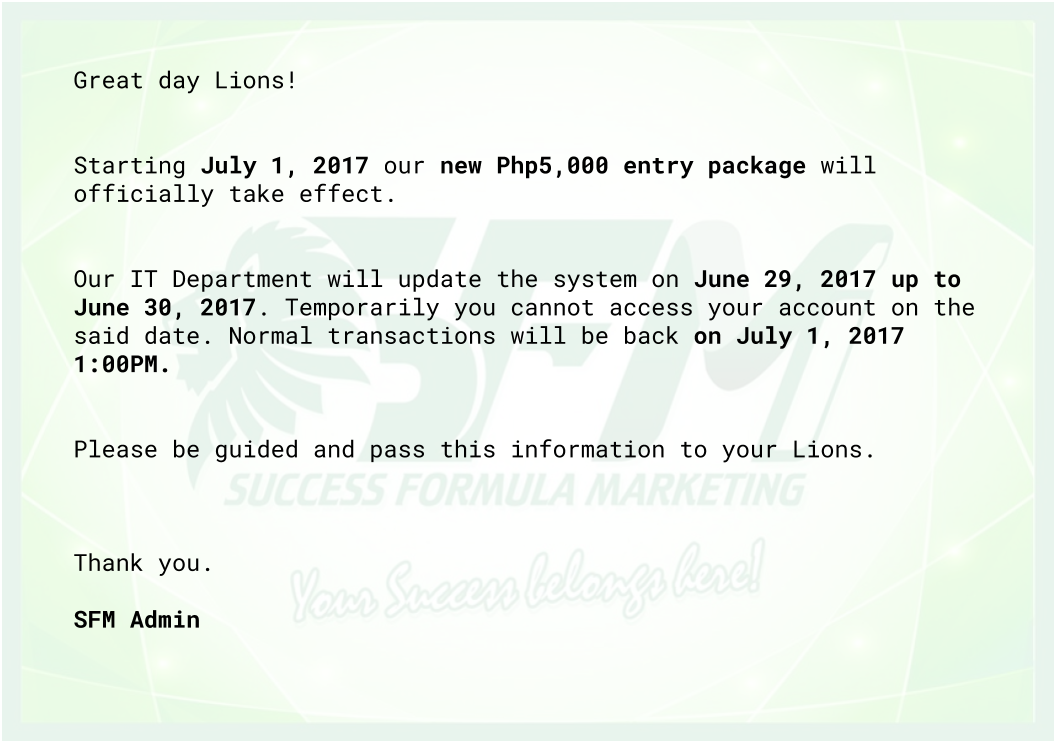 Great day Lions!
Starting July 1, 2017 our new Php5,000 entry package will
officially take effect.
Our IT Department will update the system on June 29, 2017 up to
June 30, 2017. Temporarily you cannot access your account on the
said date. Normal transactions will be back on July 1, 2017
1:00PM.
SFM
Please be guided and pass this information to your Lions.
SUCCESS FORMULA MARKETING
Thank you.
Your Success belongs here!
SFM Admin